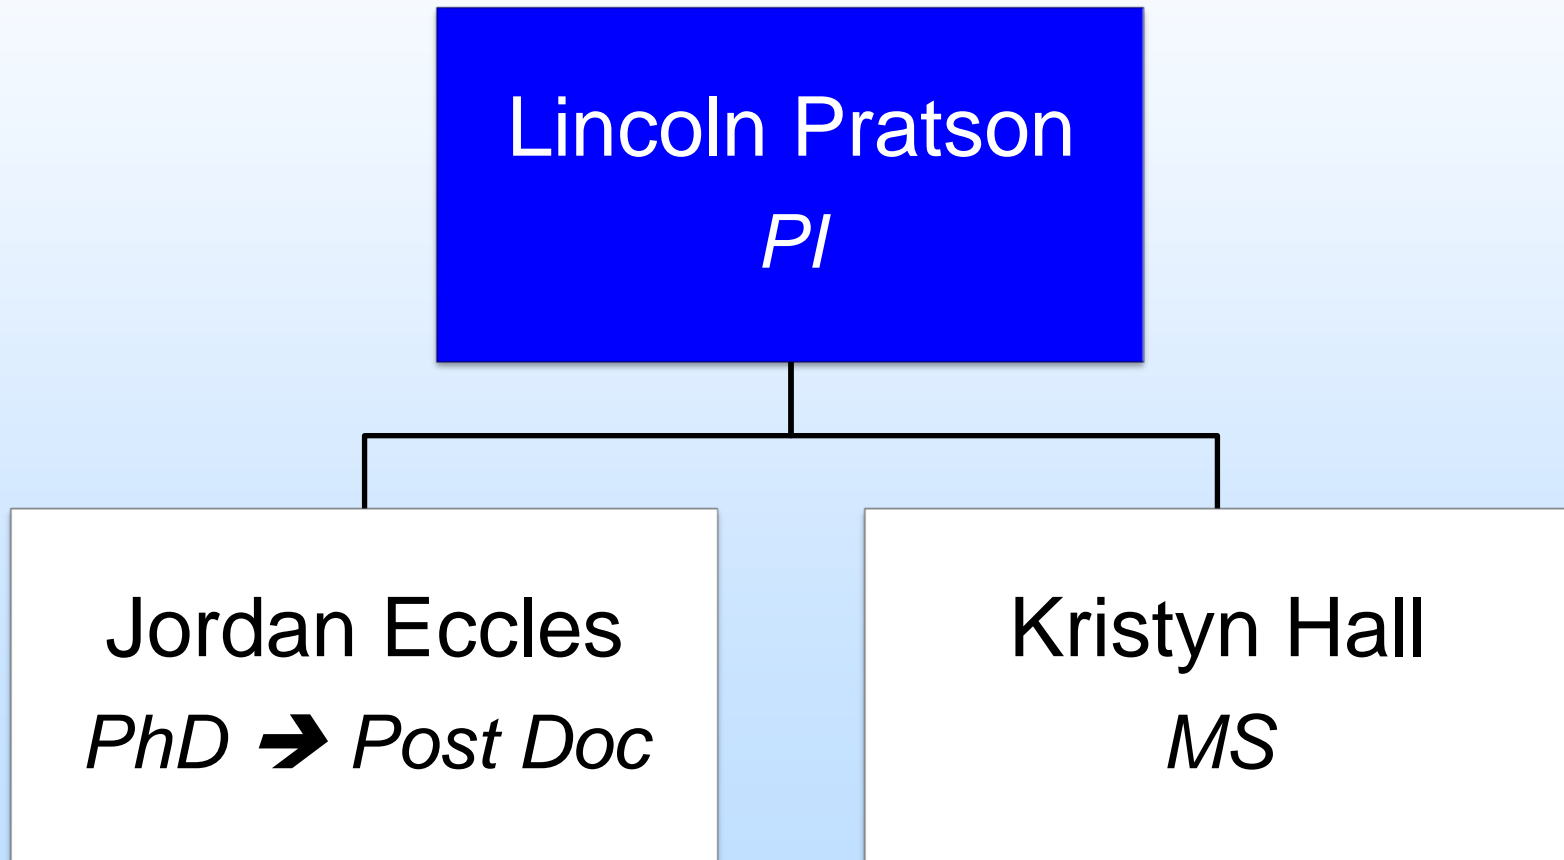 Lincoln Pratson
PI
Jordan Eccles
PhD ➔ Post Doc
Kristyn Hall
MS